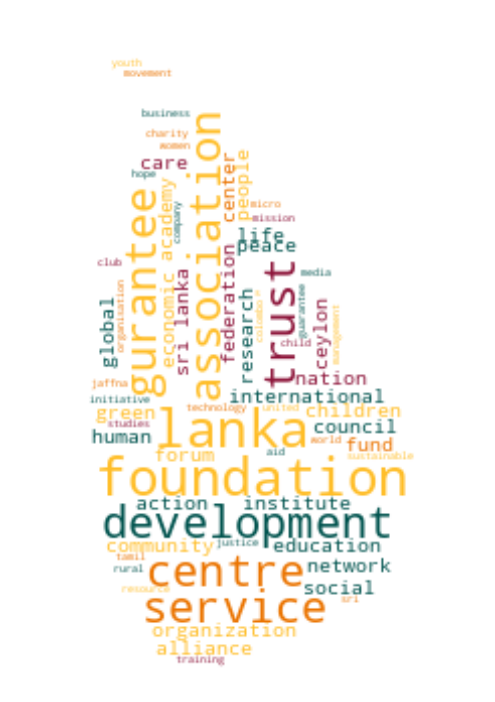 youth
movement
business
charity
women
care
hope
association
gurantee
economic academy
company
center
people
micro
mission
life
peace
club
organisation
global
sri lanka
federation
research
trust
media
guarantee
child
ceylon
management
colombo
nation
jaffna
initiative
international
green
technology
united
children
studies
lanka
council
human
world
fund
forum
aid
sustainable
foundation
action
institute
development
community
justice
education
tamil
rural
centre
network
resource
social
service
sri
organization
alliance
training